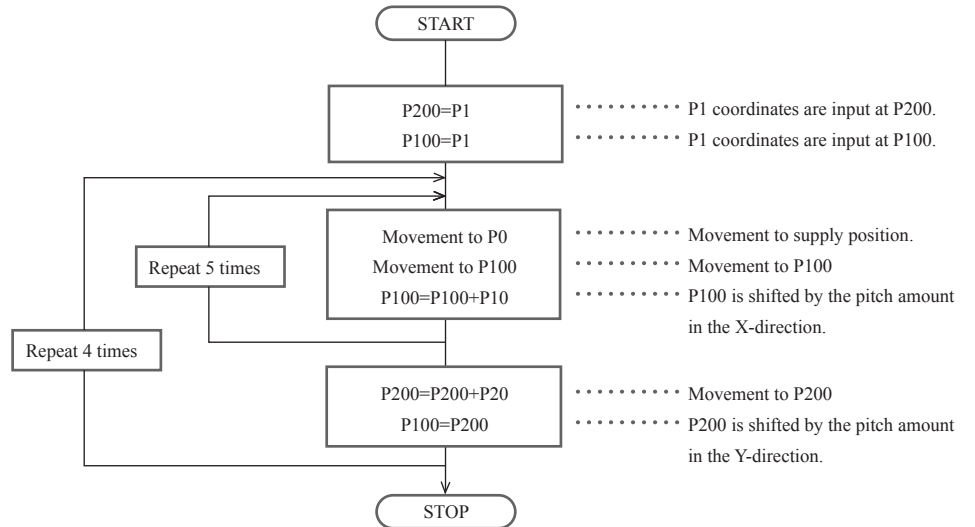 START
P200=P1
P1 coordinates are input at P200.
P100=P1
P1 coordinates are input at P100.
Movement to P0
Movement to supply position.
Repeat 5 times
Movement to P100
Movement to P100
P100=P100+P10
P100 is shifted by the pitch amount
in the X-direction.
Repeat 4 times
P200=P200+P20
Movement to P200
P100=P200
P200 is shifted by the pitch amount
in the Y-direction.
STOP